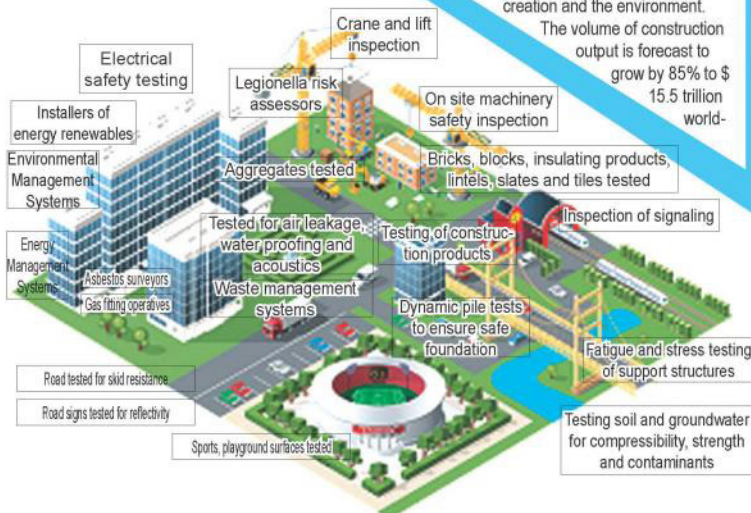 creation and the environment.
The volume of construction
output is forecast to
grow by 85% to $
15.5 trillion
world-
Crane and lift
inspection
Electrical
safety testing
Legionella risk
assessors
On site machinery
safety inspection
Installers of
energy renewables
Environmental
Management
Systems
Aggregates tested
Bricks, blocks, insulating products,
lintels, slates and tiles tested
Inspection of signaling
Tested for air leakage,
water proofing and
acoustics
Testing of construc-
tion products
Energy
Management
Systems
Asbestos surveyors
Gas fitting operatives
Waste management
systems
Dynamic pile tests
to ensure safe
foundation
Fatigue and stress testing
of support structures
Road tested for skid resistance
Road signs tested for reflectivity
Sports, playground surfaces tested
Testing soil and groundwater
for compressibility, strength
and contaminants